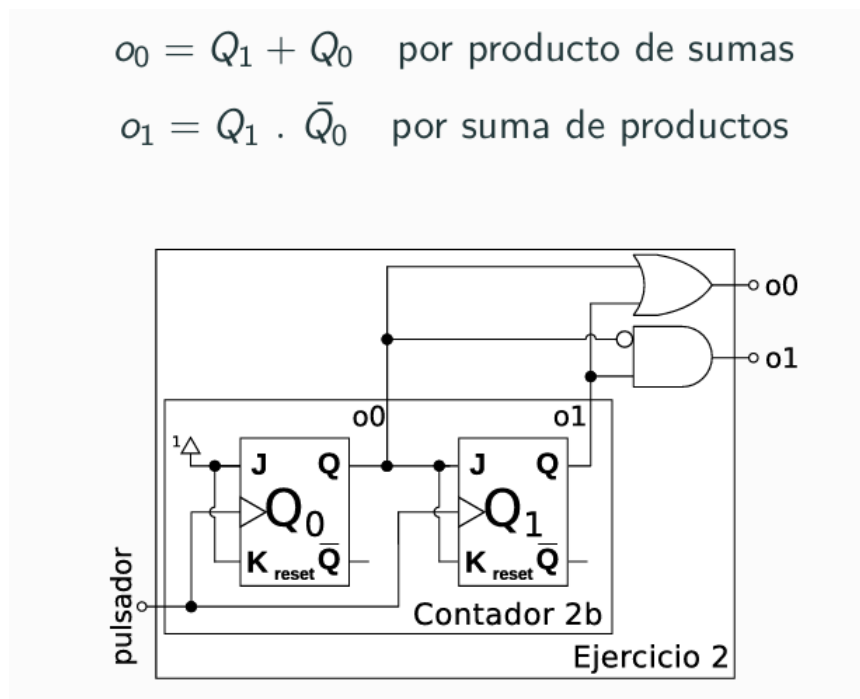 o₀ = Q₁ + Q₀ por producto de sumas
o₁ = Q₁ . Q̄₀ por suma de productos
o0
o1
o0 o1
1
J Q J Q
Q₀ Q₁
K reset Q̄ K reset Q̄
pulsador
Contador 2b
Ejercicio 2